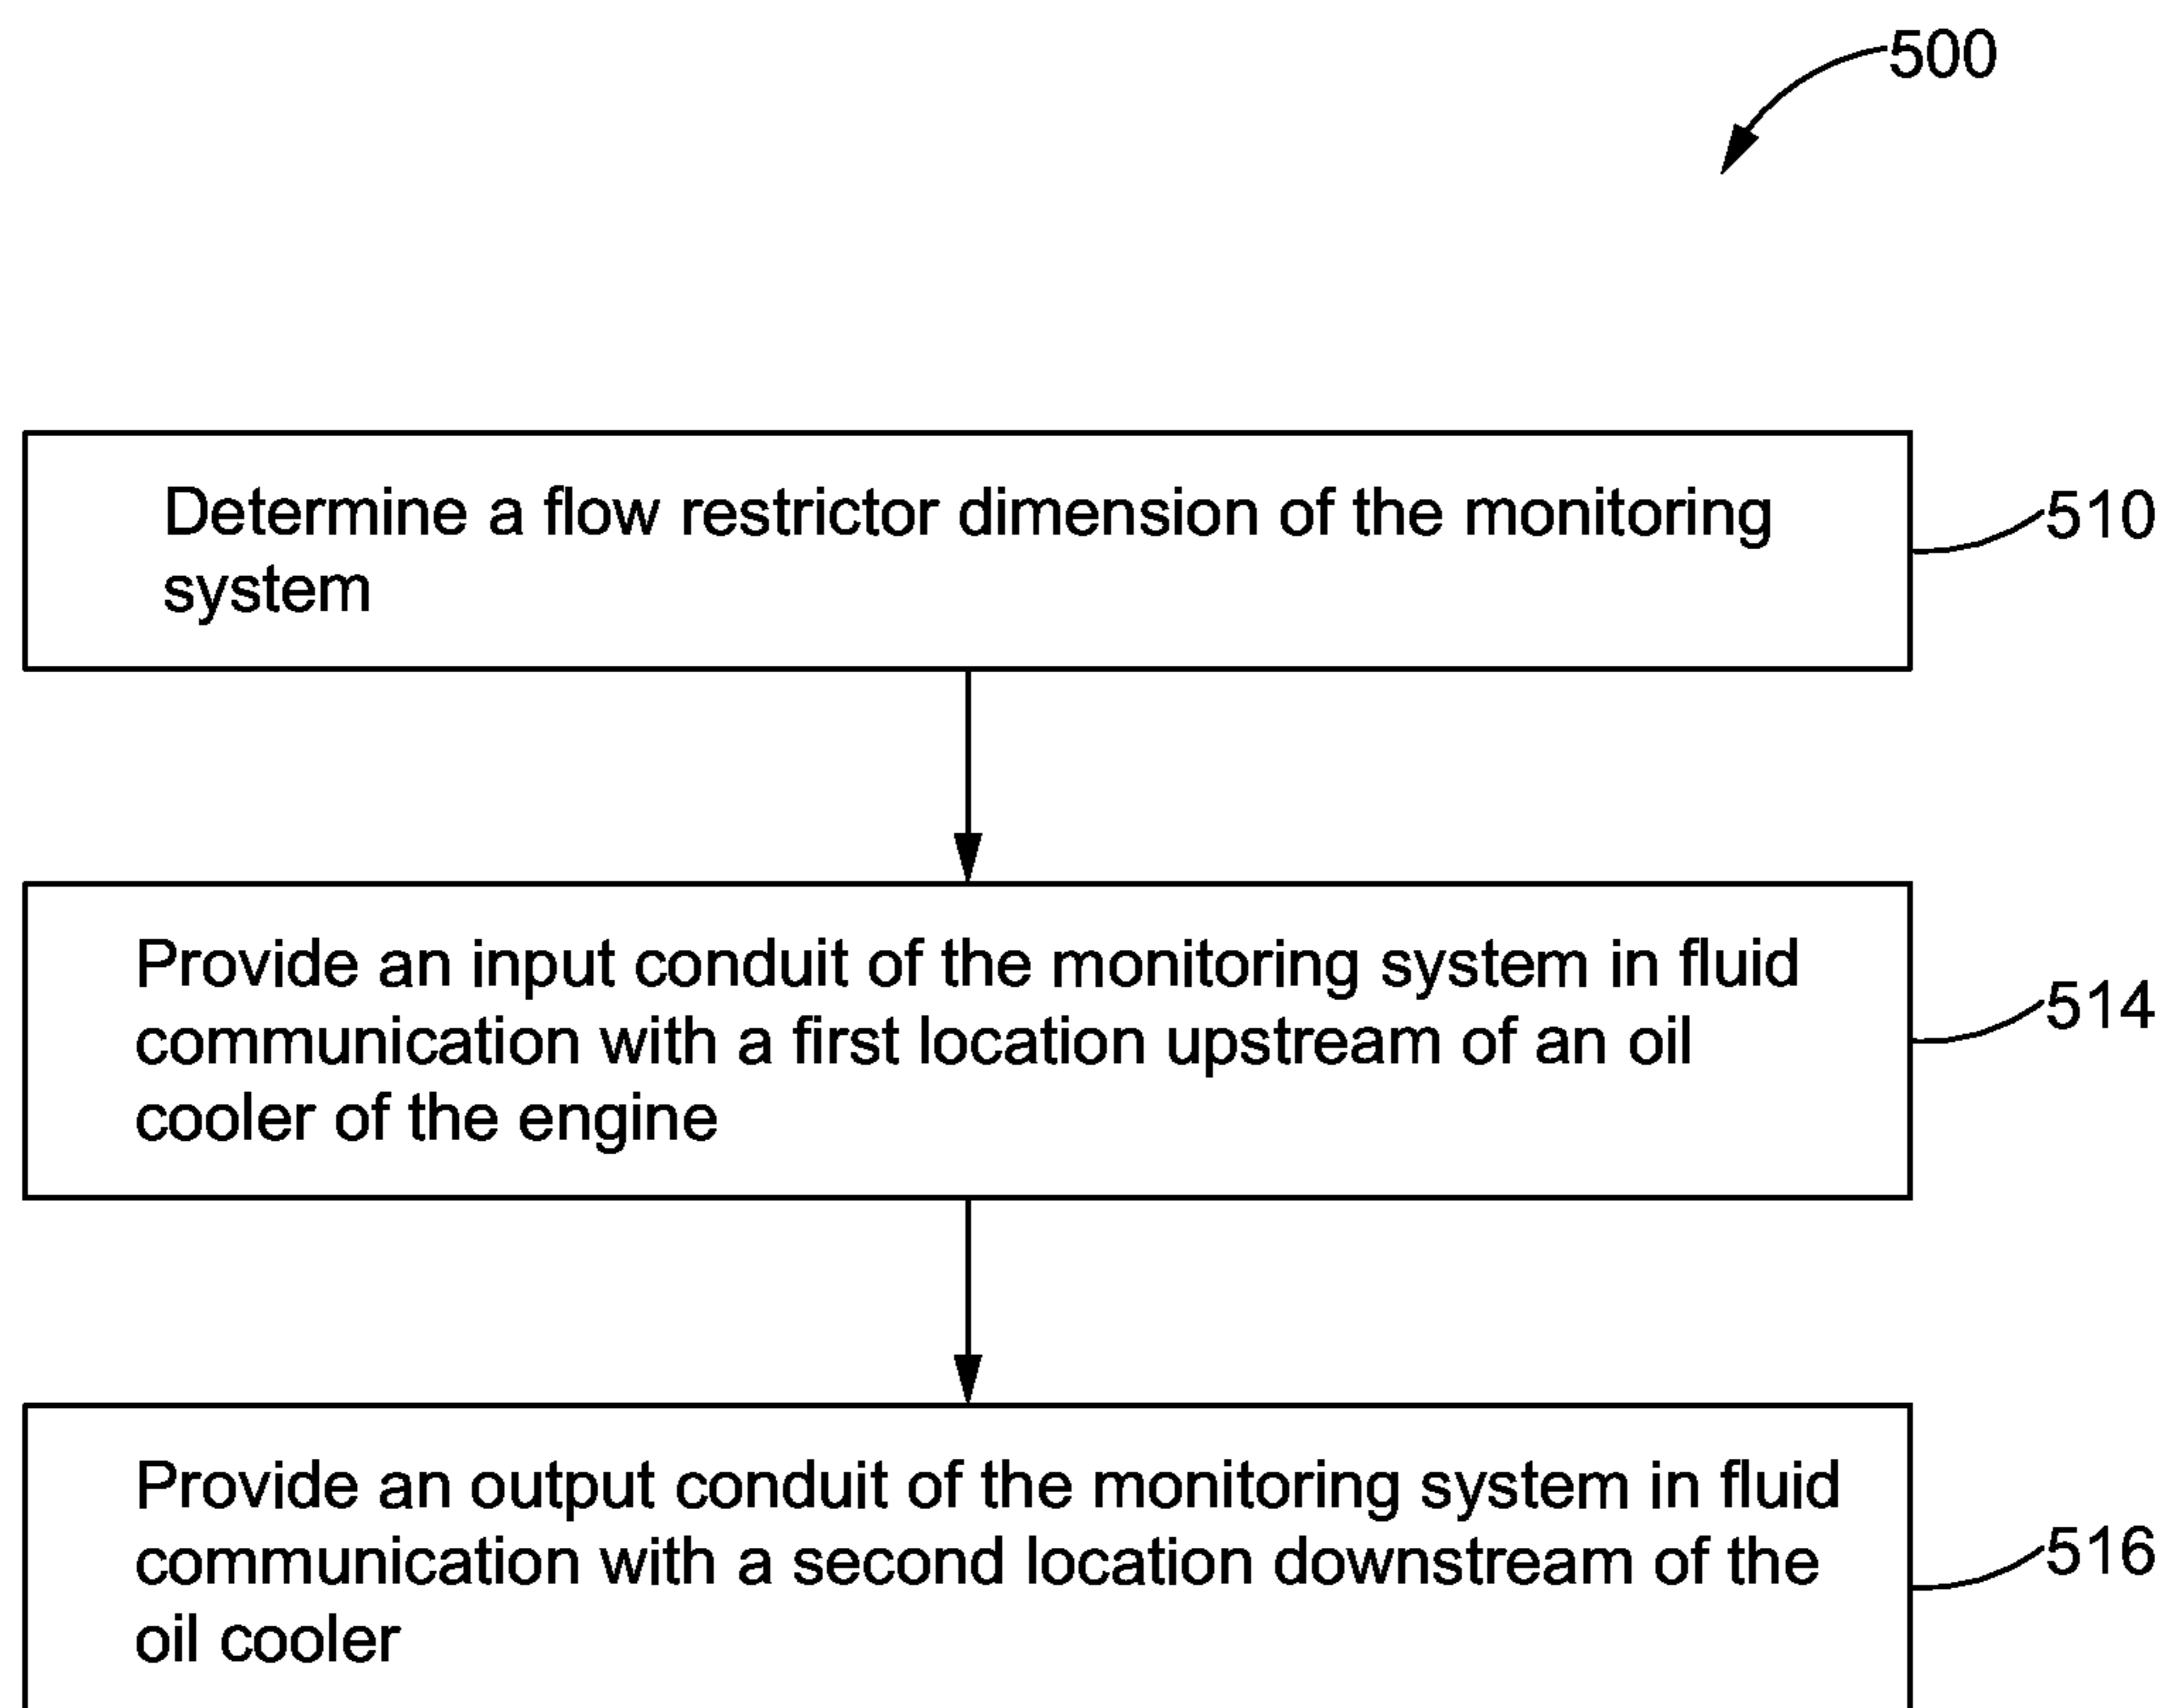 500
Determine a flow restrictor dimension of the monitoring
system
510
Provide an input conduit of the monitoring system in fluid
communication with a first location upstream of an oil
cooler of the engine
514
Provide an output conduit of the monitoring system in fluid
communication with a second location downstream of the
oil cooler
516